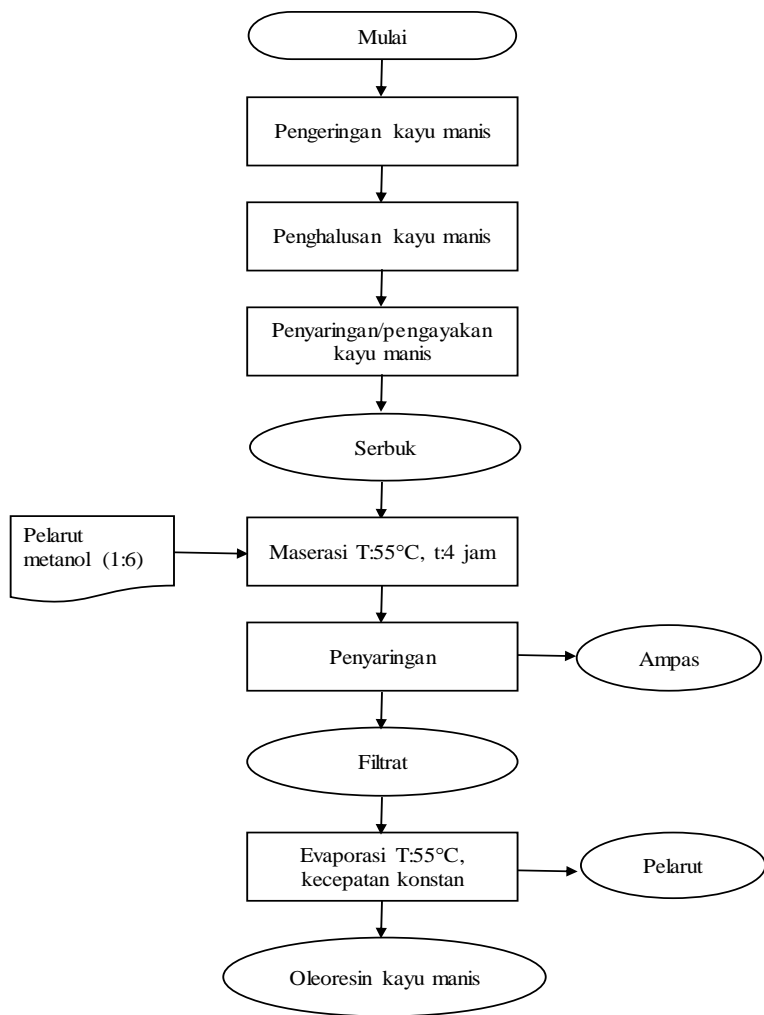 Mulai
Pengeringan kayu manis
Penghalusan kayu manis
Penyaringan/pengayakan
kayu manis
Serbuk
Pelarut
metanol (1:6)
Maserasi T:55°C, t:4 jam
Penyaringan
Ampas
Filtrat
Evaporasi T:55°C,
kecepatan konstan
Pelarut
Oleoresin kayu manis